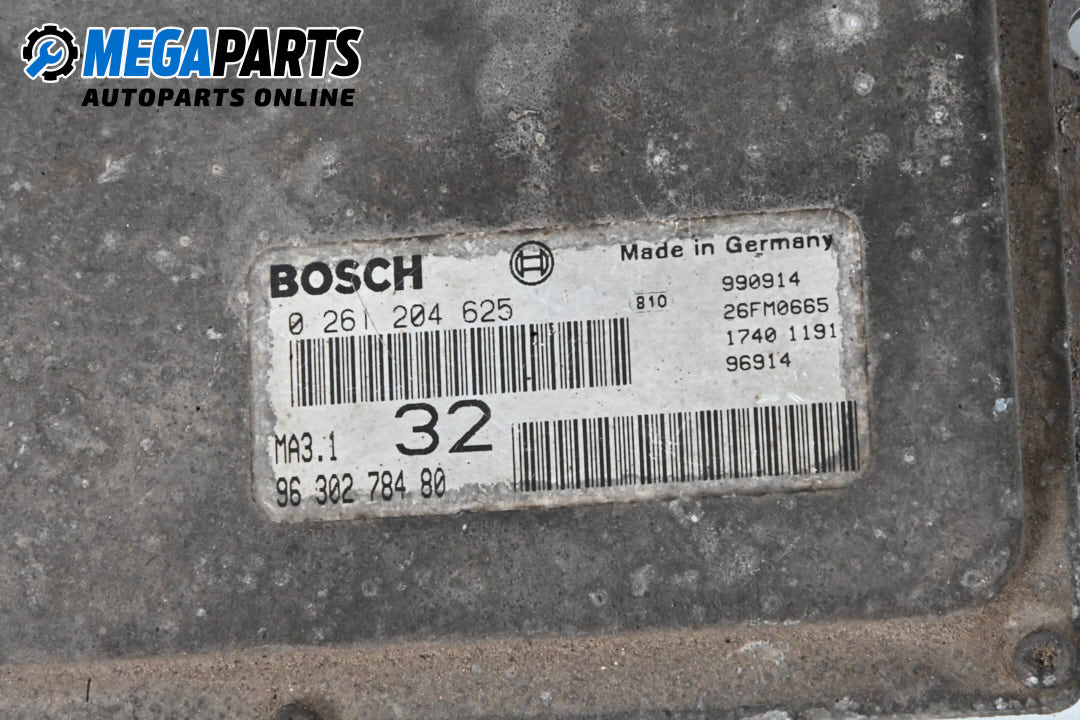 MEGAPARTS
AUTOPARTS ONLINE
BOSCH
Made in Germany
0 261 204 625
810
990914
26FM0665
1740 1191
96914
MA3.1
32
96 302 784 80